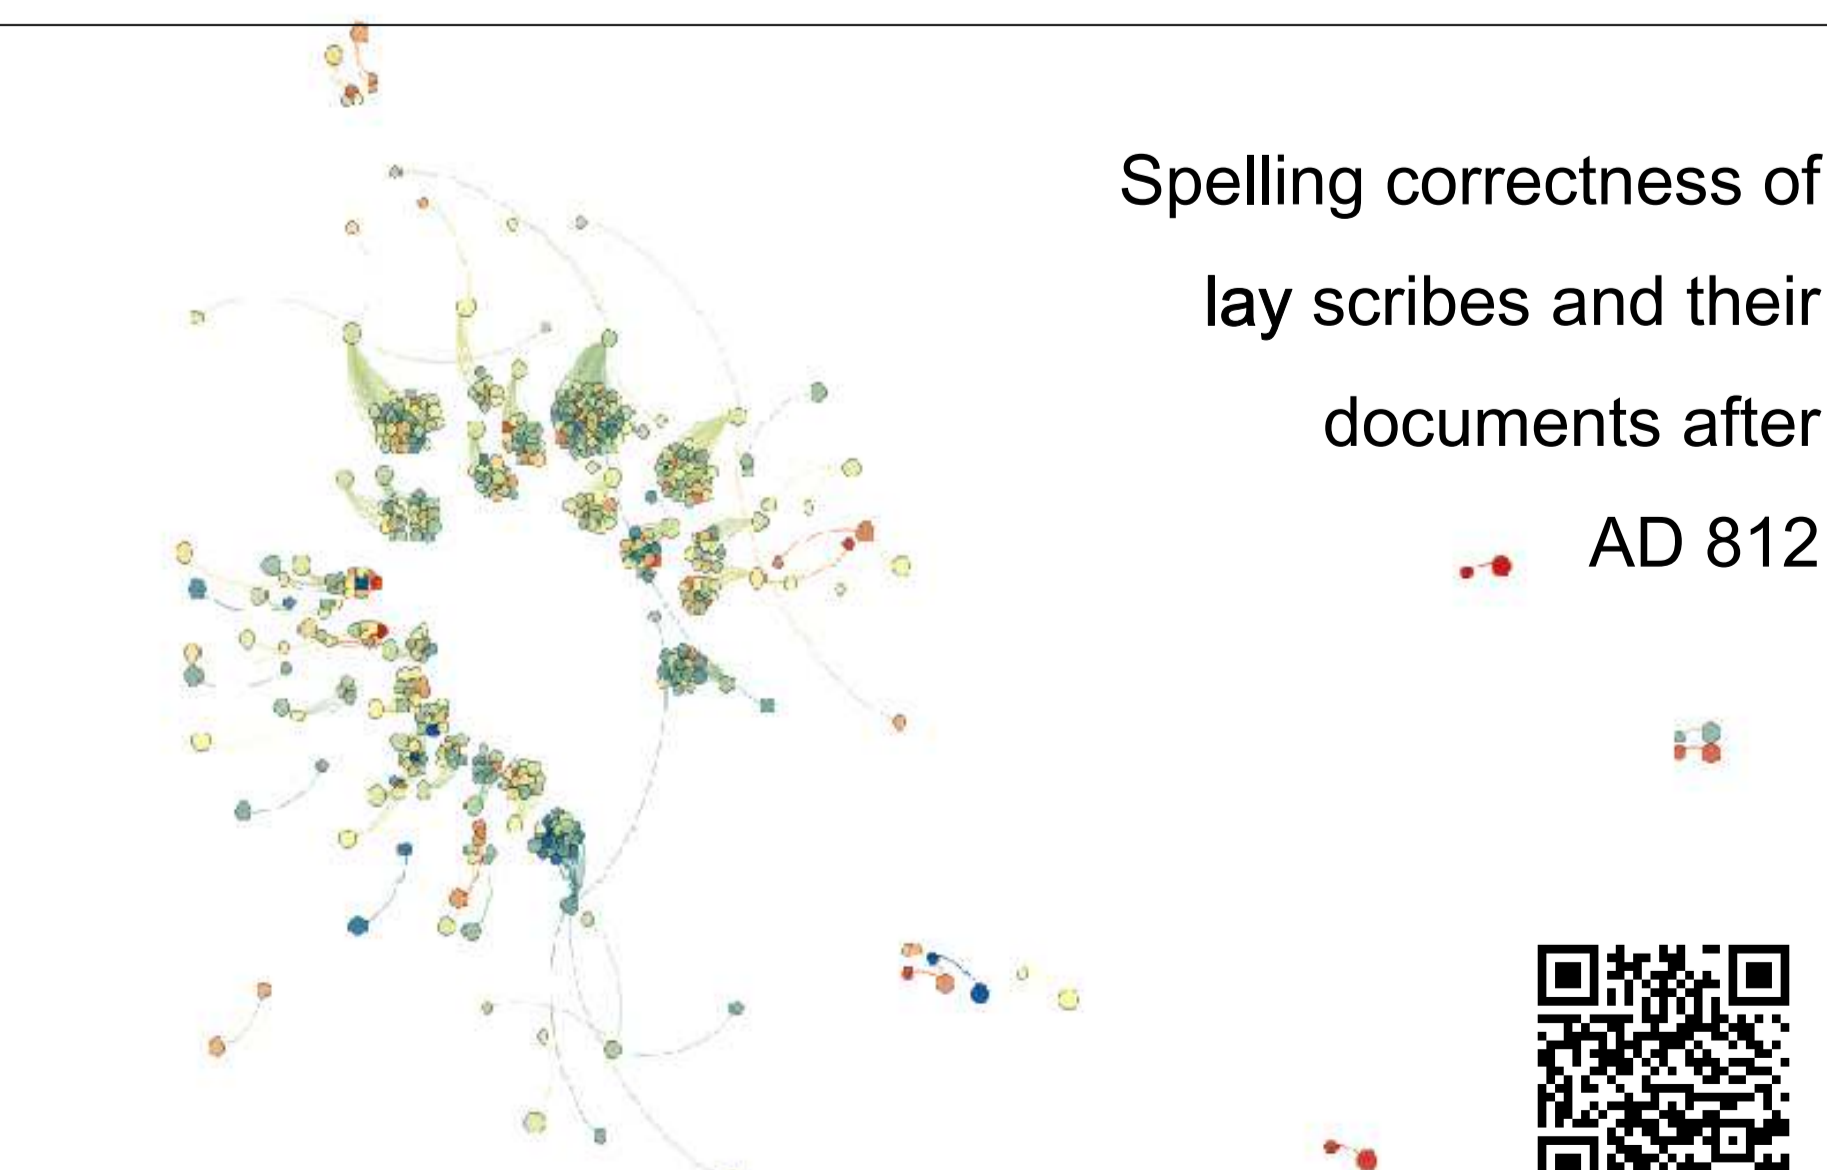 Spelling correctness of
lay scribes and their
documents after
AD 812